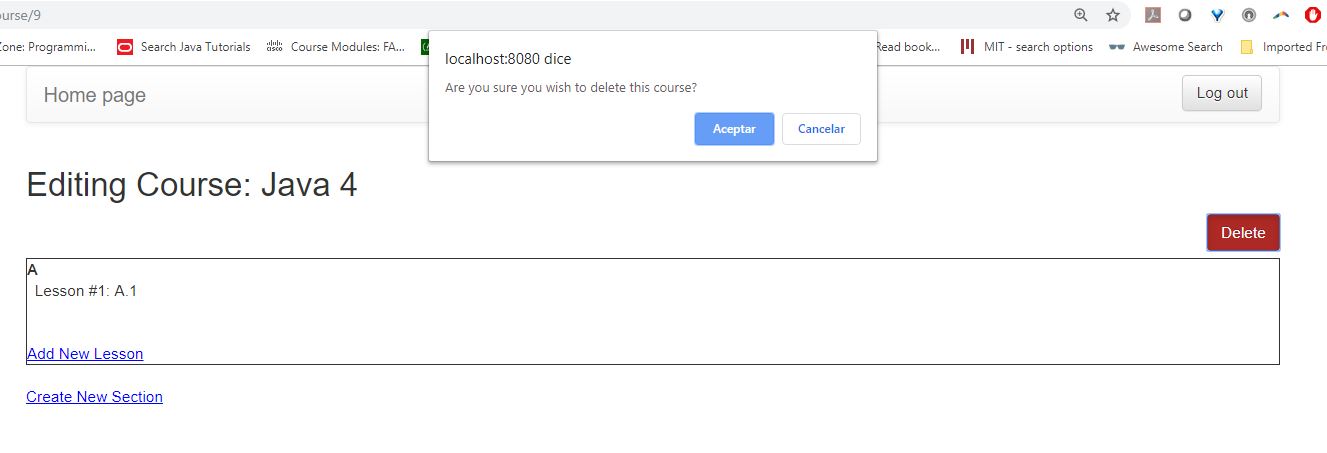 ourse/9
Zone: Programmi... Search Java Tutorials cisco Course Modules: FA... Read book... MIT - search options Awesome Search Imported Fr
localhost:8080 dice
Are you sure you wish to delete this course?
Aceptar Cancelar
Home page Log out
Editing Course: Java 4
Delete
A
Lesson #1: A.1
Add New Lesson
Create New Section